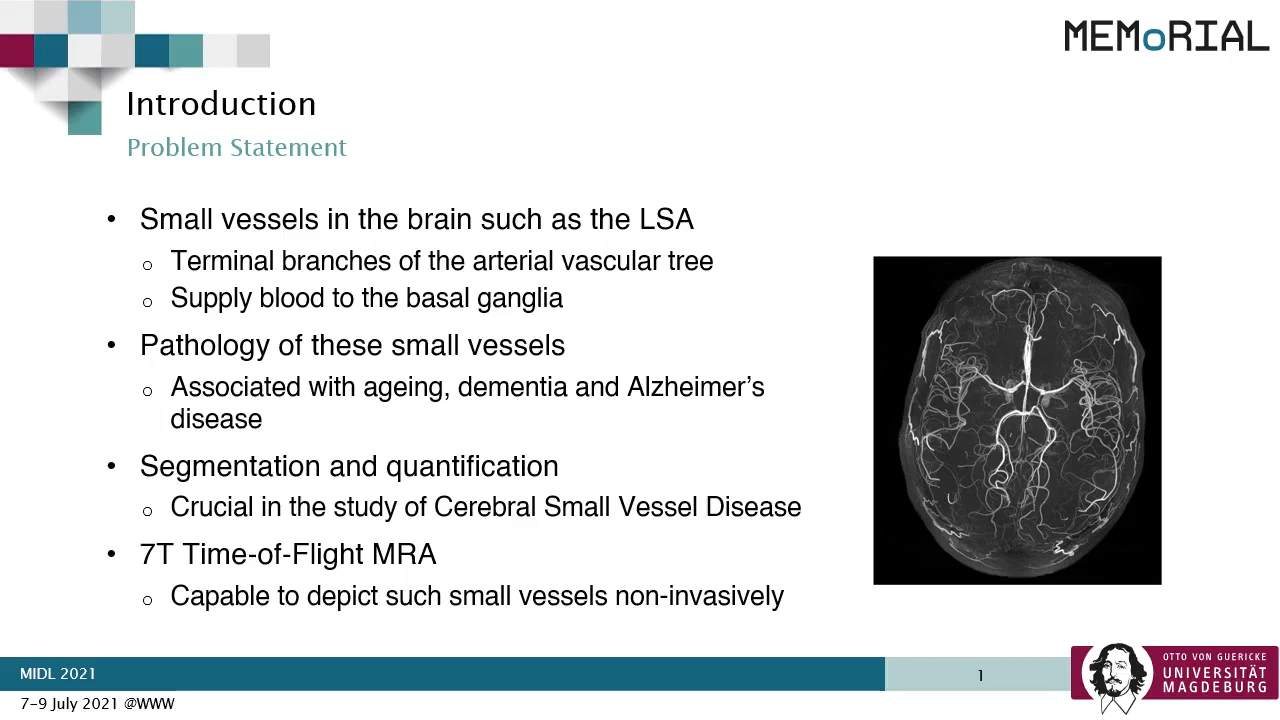 MEMoRIAL
Introduction
Problem Statement
• Small vessels in the brain such as the LSA
o Terminal branches of the arterial vascular tree
o Supply blood to the basal ganglia
• Pathology of these small vessels
o Associated with ageing, dementia and Alzheimer’s
disease
• Segmentation and quantification
o Crucial in the study of Cerebral Small Vessel Disease
• 7T Time-of-Flight MRA
o Capable to depict such small vessels non-invasively
MIDL 2021
1
OTTO VON GUERICKE
UNIVERSITÄT
MAGDEBURG
7-9 July 2021 @WWW